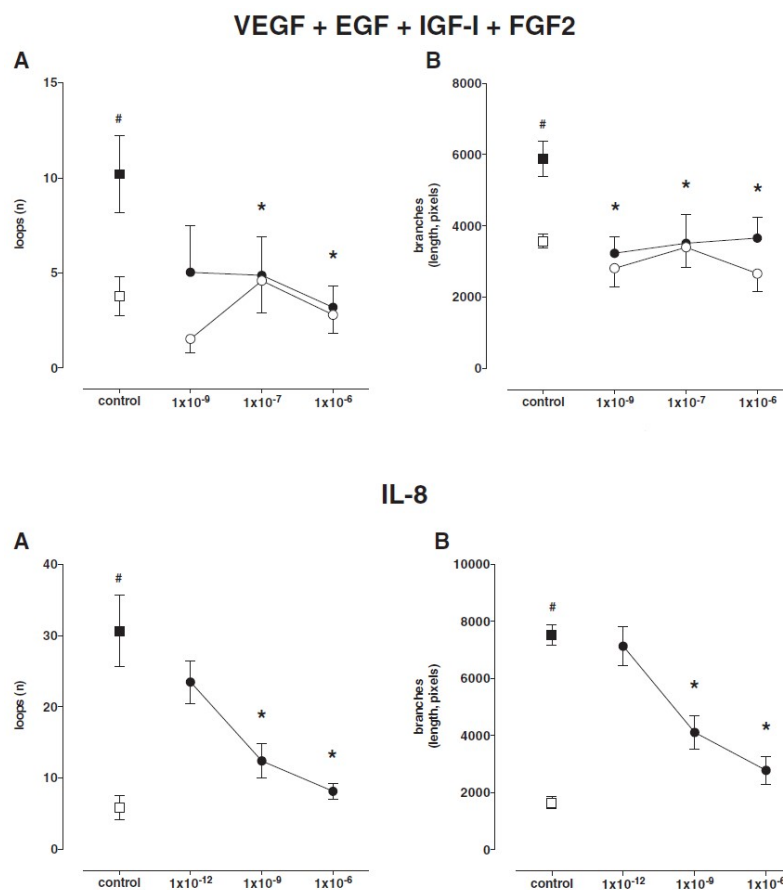 VEGF + EGF + IGF-I + FGF2
A
B
15
10
5
0
loops (n)
#
*
*
control
1x10⁻⁹
1x10⁻⁷
1x10⁻⁶
8000
6000
4000
2000
0
branches
(length, pixels)
#
*
*
*
control
1x10⁻⁹
1x10⁻⁷
1x10⁻⁶
IL-8
A
B
40
30
20
10
0
loops (n)
#
*
*
control
1x10⁻¹²
1x10⁻⁹
1x10⁻⁶
10000
8000
6000
4000
2000
0
branches
(length, pixels)
#
*
*
control
1x10⁻¹²
1x10⁻⁹
1x10⁻⁶